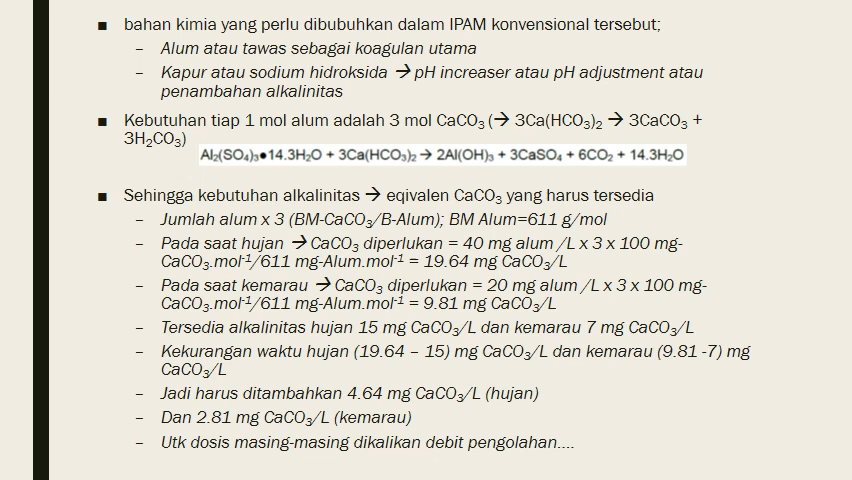 ■ bahan kimia yang perlu dibubuhkan dalam IPAM konvensional tersebut;
– Alum atau tawas sebagai koagulan utama
– Kapur atau sodium hidroksida → pH increaser atau pH adjustment atau
penambahan alkalinitas
■ Kebutuhan tiap 1 mol alum adalah 3 mol CaCO₃ (→ 3Ca(HCO₃)₂ → 3CaCO₃ +
3H₂CO₃)
Al₂(SO₄)₃●14.3H₂O + 3Ca(HCO₃)₂ → 2Al(OH)₃ + 3CaSO₄ + 6CO₂ + 14.3H₂O
■ Sehingga kebutuhan alkalinitas → eqivalen CaCO₃ yang harus tersedia
– Jumlah alum x 3 (BM-CaCO₃/B-Alum); BM Alum=611 g/mol
– Pada saat hujan → CaCO₃ diperlukan = 40 mg alum /L x 3 x 100 mg-
CaCO₃.mol⁻¹/611 mg-Alum.mol⁻¹ = 19.64 mg CaCO₃/L
– Pada saat kemarau → CaCO₃ diperlukan = 20 mg alum /L x 3 x 100 mg-
CaCO₃.mol⁻¹/611 mg-Alum.mol⁻¹ = 9.81 mg CaCO₃/L
– Tersedia alkalinitas hujan 15 mg CaCO₃/L dan kemarau 7 mg CaCO₃/L
– Kekurangan waktu hujan (19.64 – 15) mg CaCO₃/L dan kemarau (9.81 -7) mg
CaCO₃/L
– Jadi harus ditambahkan 4.64 mg CaCO₃/L (hujan)
– Dan 2.81 mg CaCO₃/L (kemarau)
– Utk dosis masing-masing dikalikan debit pengolahan....